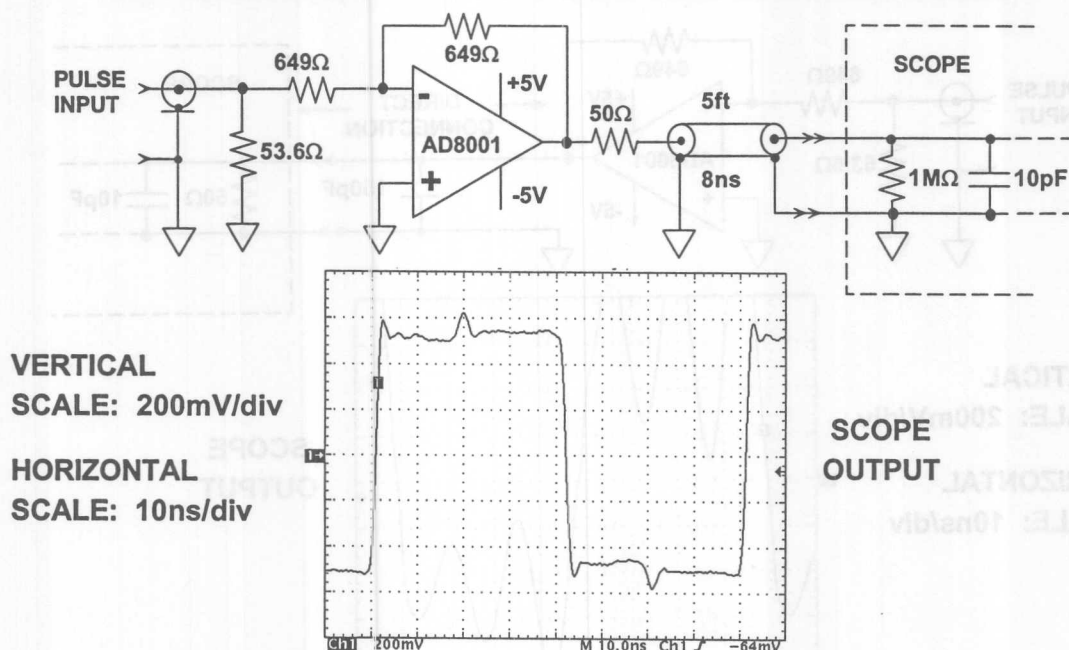 649Ω
649Ω
PULSE
INPUT
53.6Ω
-
+
AD8001
+5V
-5V
50Ω
5ft
8ns
SCOPE
1MΩ
10pF
VERTICAL
SCALE: 200mV/div
HORIZONTAL
SCALE: 10ns/div
SCOPE
OUTPUT
Ch1 200mV M 10.0ns Ch1 -64mV